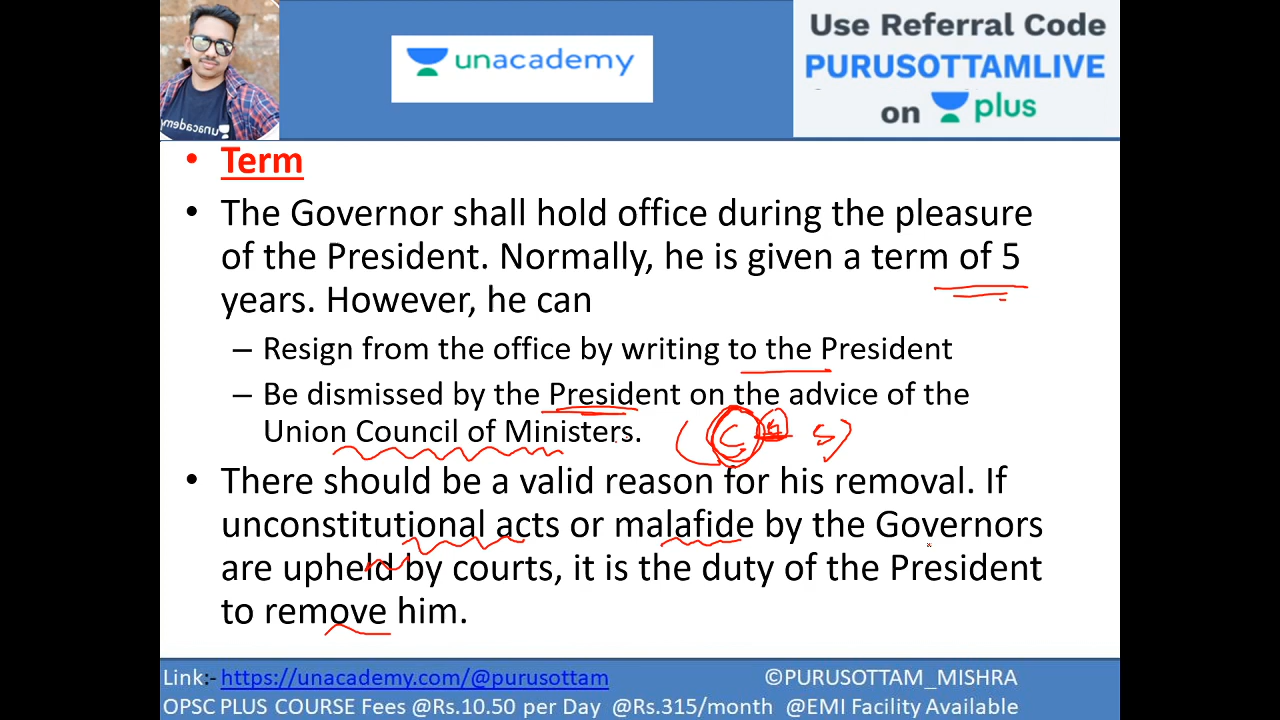 unacademy
Use Referral Code
PURUSOTTAMLIVE
on plus
unacademy
• Term
• The Governor shall hold office during the pleasure
of the President. Normally, he is given a term of 5
years. However, he can
– Resign from the office by writing to the President
– Be dismissed by the President on the advice of the
Union Council of Ministers.
• There should be a valid reason for his removal. If
unconstitutional acts or malafide by the Governors
are upheld by courts, it is the duty of the President
to remove him.
Link:- https://unacademy.com/@purusottam ©PURUSOTTAM_MISHRA
OPSC PLUS COURSE Fees @Rs.10.50 per Day @Rs.315/month @EMI Facility Available